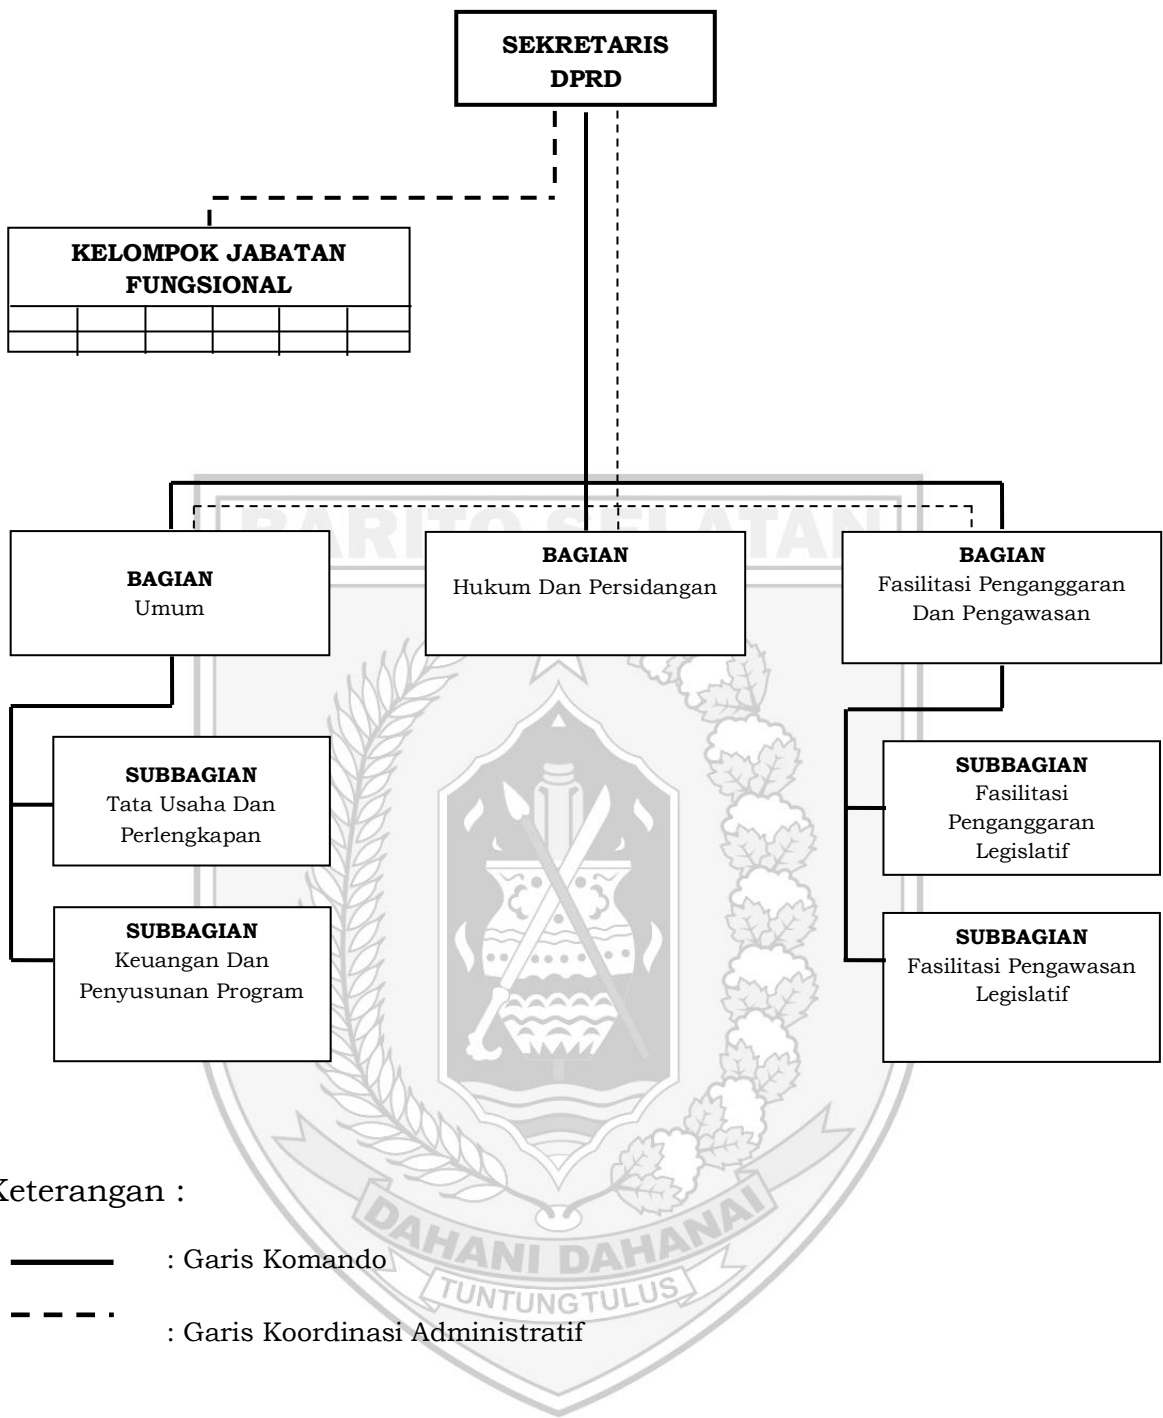 SEKRETARIS
DPRD
KELOMPOK JABATAN
FUNGSIONAL
BARITO SELATAN
BAGIAN
Umum
BAGIAN
Hukum Dan Persidangan
BAGIAN
Fasilitasi Penganggaran
Dan Pengawasan
SUBBAGIAN
Tata Usaha Dan
Perlengkapan
SUBBAGIAN
Fasilitasi
Penganggaran
Legislatif
SUBBAGIAN
Keuangan Dan
Penyusunan Program
SUBBAGIAN
Fasilitasi Pengawasan
Legislatif
Keterangan :
: Garis Komando
: Garis Koordinasi Administratif
DAHANI DAHANAI
TUNTUNG TULUS